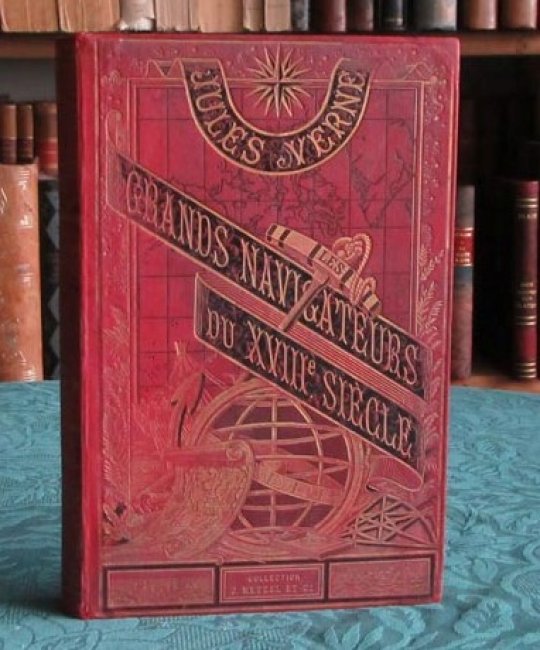 JULES VERNE
LES
GRANDS NAVIGATEURS
DU XVIIIe SIÈCLE
COLLECTION
J. HETZEL ET Cie